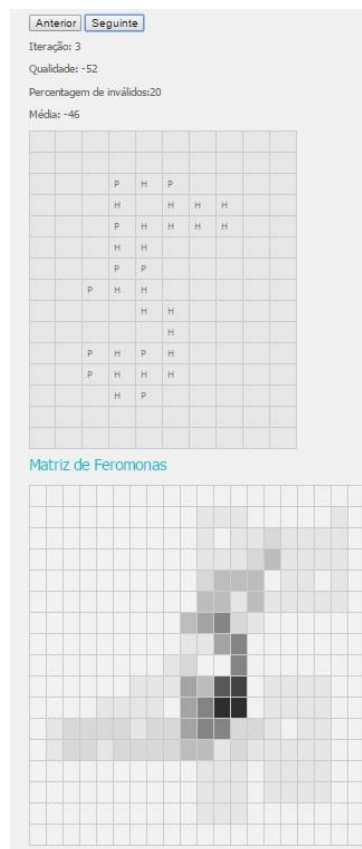 Anterior Seguinte
Iteração: 3
Qualidade: -52
Percentagem de inválidos:20
Média: -46
P H P
H H H H
P H H H H
H H
P P
P H H
H H
H
P H P H
P H H H
H P
Matriz de Feromonas